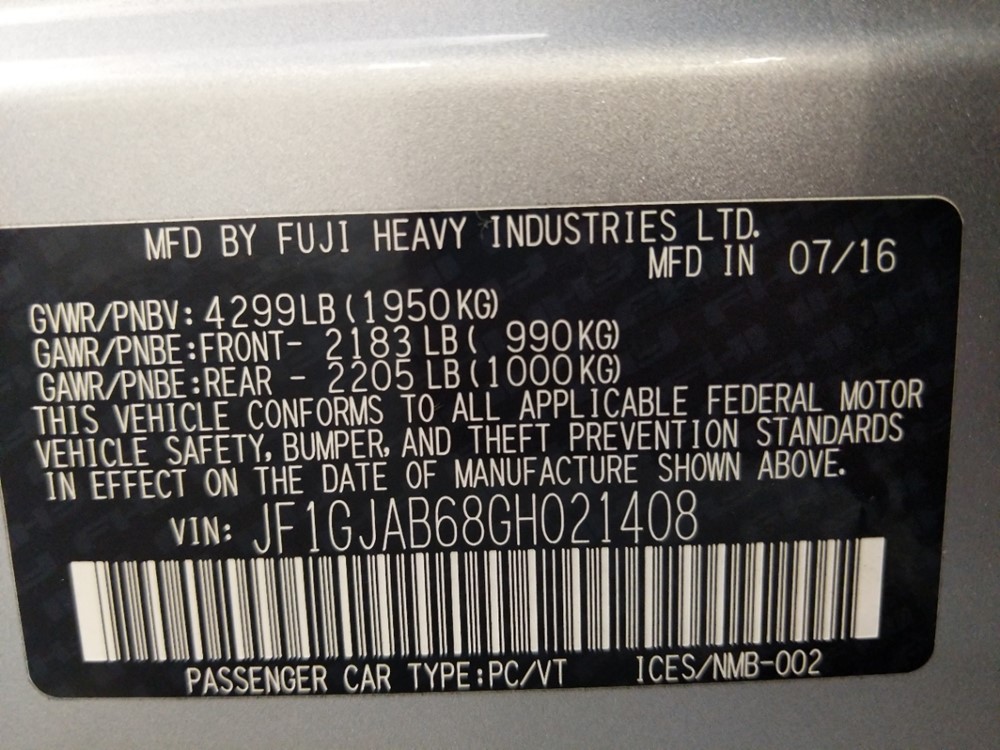 MFD BY FUJI HEAVY INDUSTRIES LTD.
MFD IN 07/16
GVWR/PNBV: 4299LB (1950KG)
GAWR/PNBE:FRONT- 2183 LB ( 990KG)
GAWR/PNBE:REAR - 2205 LB (1000KG)
THIS VEHICLE CONFORMS TO ALL APPLICABLE FEDERAL MOTOR
VEHICLE SAFETY, BUMPER, AND THEFT PREVENTION STANDARDS
IN EFFECT ON THE DATE OF MANUFACTURE SHOWN ABOVE.
VIN: JF1GJAB68GH021408
PASSENGER CAR TYPE:PC/VT ICES/NMB-002